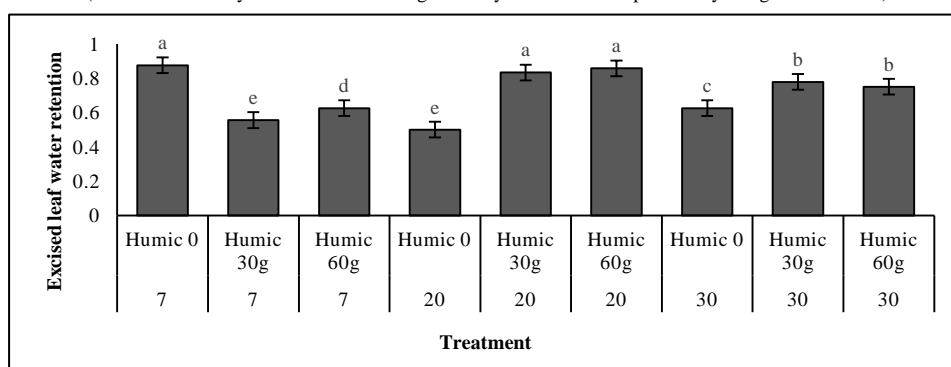 1
0.8
0.6
0.4
0.2
0
Excised leaf water retention
a
e
d
e
a
a
c
b
b
Humic 0 Humic 30g Humic 60g Humic 0 Humic 30g Humic 60g Humic 0 Humic 30g Humic 60g
7 7 7 20 20 20 30 30 30
Treatment